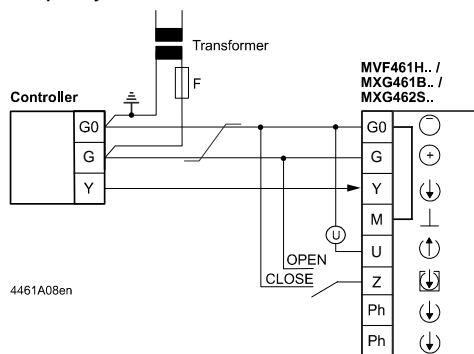 Transformer
F
MVF461H.. /
MXG461B.. /
MXG462S..
Controller
G0
G0
G
G
Y
Y
M
U
U
OPEN
CLOSE
Z
4461A08en
Ph
Ph